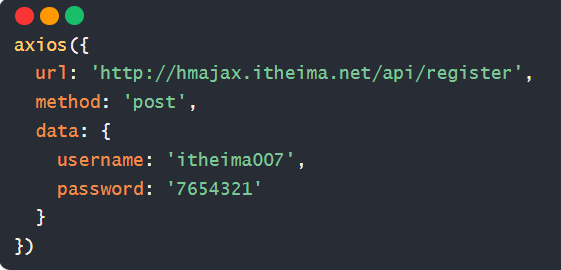 axios({
  url: 'http://hmajax.itheima.net/api/register',
  method: 'post',
  data: {
    username: 'itheima007',
    password: '7654321'
  }
})